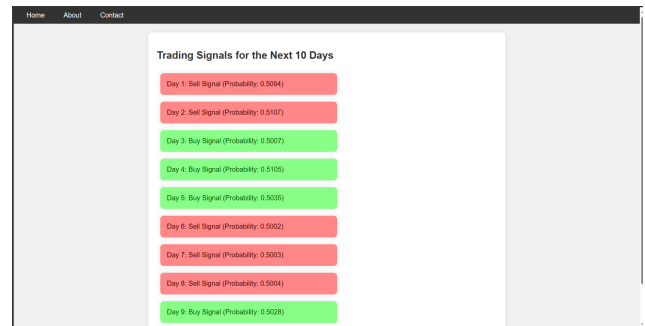 Home About Contact
Trading Signals for the Next 10 Days
Day 1: Sell Signal (Probability: 0.5094)
Day 2: Sell Signal (Probability: 0.5107)
Day 3: Buy Signal (Probability: 0.5007)
Day 4: Buy Signal (Probability: 0.5105)
Day 5: Buy Signal (Probability: 0.5035)
Day 6: Sell Signal (Probability: 0.5002)
Day 7: Sell Signal (Probability: 0.5003)
Day 8: Sell Signal (Probability: 0.5004)
Day 9: Buy Signal (Probability: 0.5028)